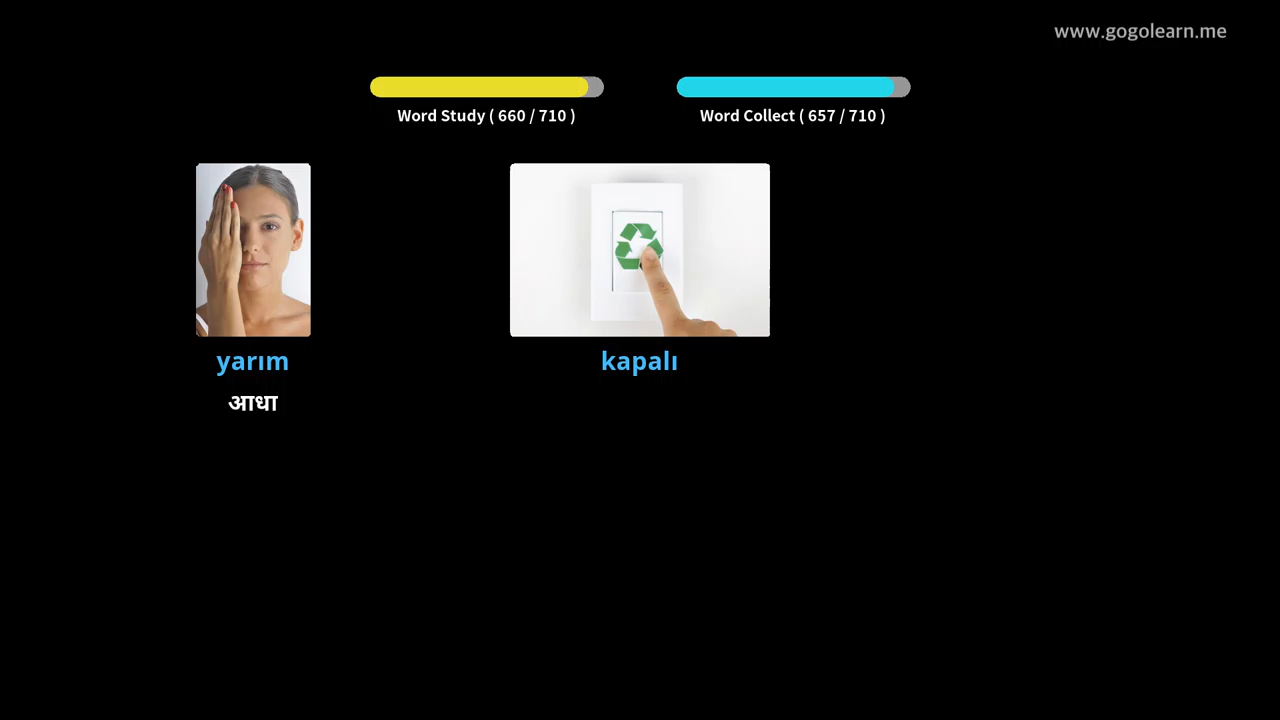 www.gogolearn.me
Word Study ( 660 / 710 )
Word Collect ( 657 / 710 )
yarım
kapalı
आधा